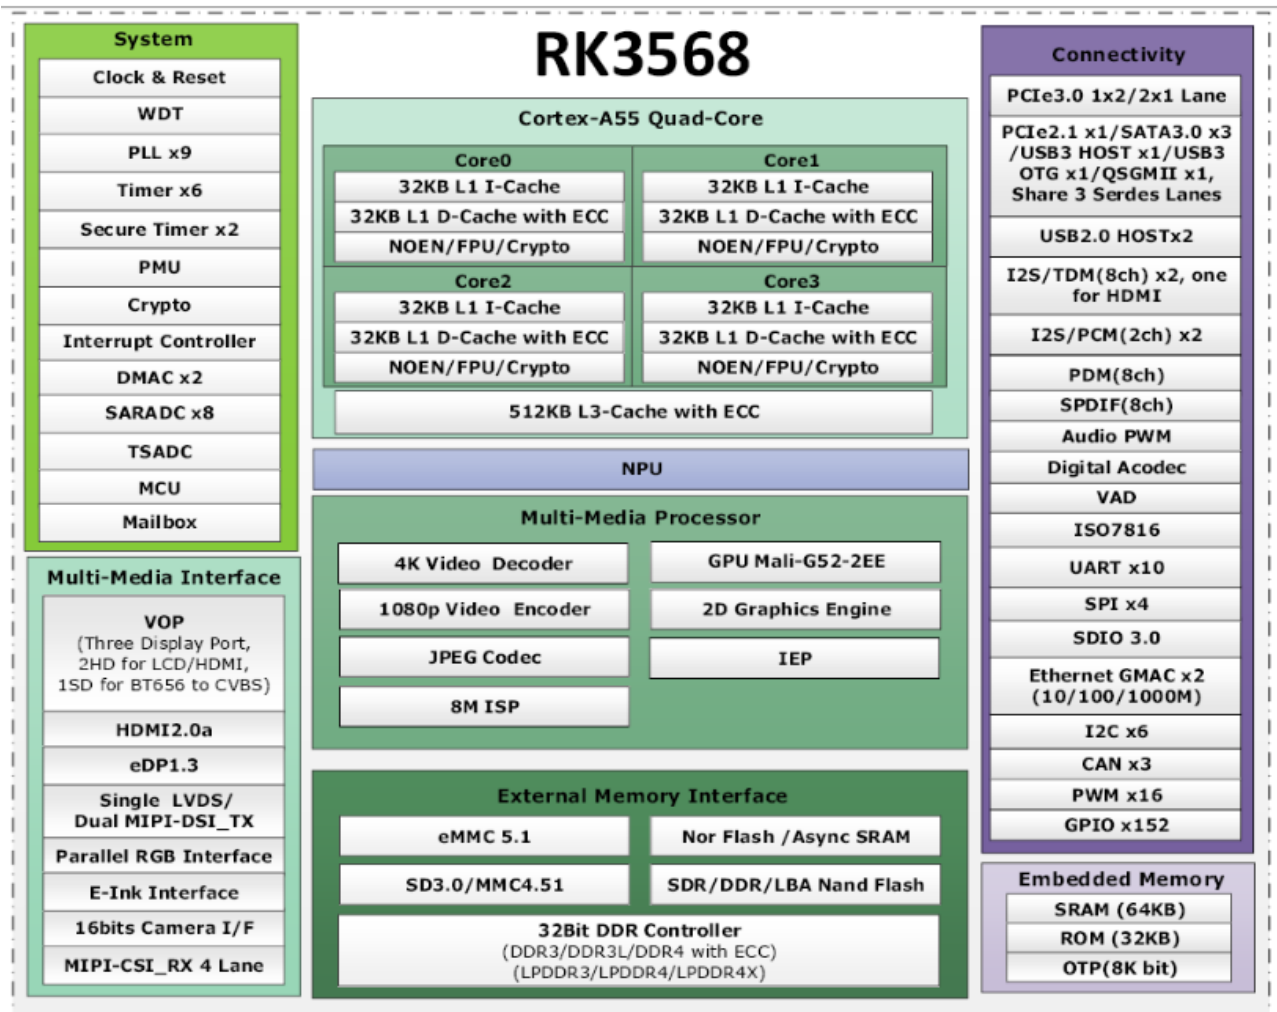 RK3568
System
Clock & Reset
WDT
PLL x9
Timer x6
Secure Timer x2
PMU
Crypto
Interrupt Controller
DMAC x2
SARADC x8
TSADC
MCU
Mailbox
Multi-Media Interface
VOP
(Three Display Port,
2HD for LCD/HDMI,
1SD for BT656 to CVBS)
HDMI2.0a
eDP1.3
Single LVDS/
Dual MIPI-DSI_TX
Parallel RGB Interface
E-Ink Interface
16bits Camera I/F
MIPI-CSI_RX 4 Lane
Cortex-A55 Quad-Core
Core0
32KB L1 I-Cache
32KB L1 D-Cache with ECC
NOEN/FPU/Crypto
Core1
32KB L1 I-Cache
32KB L1 D-Cache with ECC
NOEN/FPU/Crypto
Core2
32KB L1 I-Cache
32KB L1 D-Cache with ECC
NOEN/FPU/Crypto
Core3
32KB L1 I-Cache
32KB L1 D-Cache with ECC
NOEN/FPU/Crypto
512KB L3-Cache with ECC
NPU
Multi-Media Processor
4K Video Decoder
1080p Video Encoder
JPEG Codec
8M ISP
GPU Mali-G52-2EE
2D Graphics Engine
IEP
External Memory Interface
eMMC 5.1
Nor Flash /Async SRAM
SD3.0/MMC4.51
SDR/DDR/LBA Nand Flash
32Bit DDR Controller
(DDR3/DDR3L/DDR4 with ECC)
(LPDDR3/LPDDR4/LPDDR4X)
Connectivity
PCIe3.0 1x2/2x1 Lane
PCIe2.1 x1/SATA3.0 x3
/USB3 HOST x1/USB3
OTG x1/QSGMII x1,
Share 3 Serdes Lanes
USB2.0 HOSTx2
I2S/TDM(8ch) x2, one
for HDMI
I2S/PCM(2ch) x2
PDM(8ch)
SPDIF(8ch)
Audio PWM
Digital Acodec
VAD
ISO7816
UART x10
SPI x4
SDIO 3.0
Ethernet GMAC x2
(10/100/1000M)
I2C x6
CAN x3
PWM x16
GPIO x152
Embedded Memory
SRAM (64KB)
ROM (32KB)
OTP(8K bit)